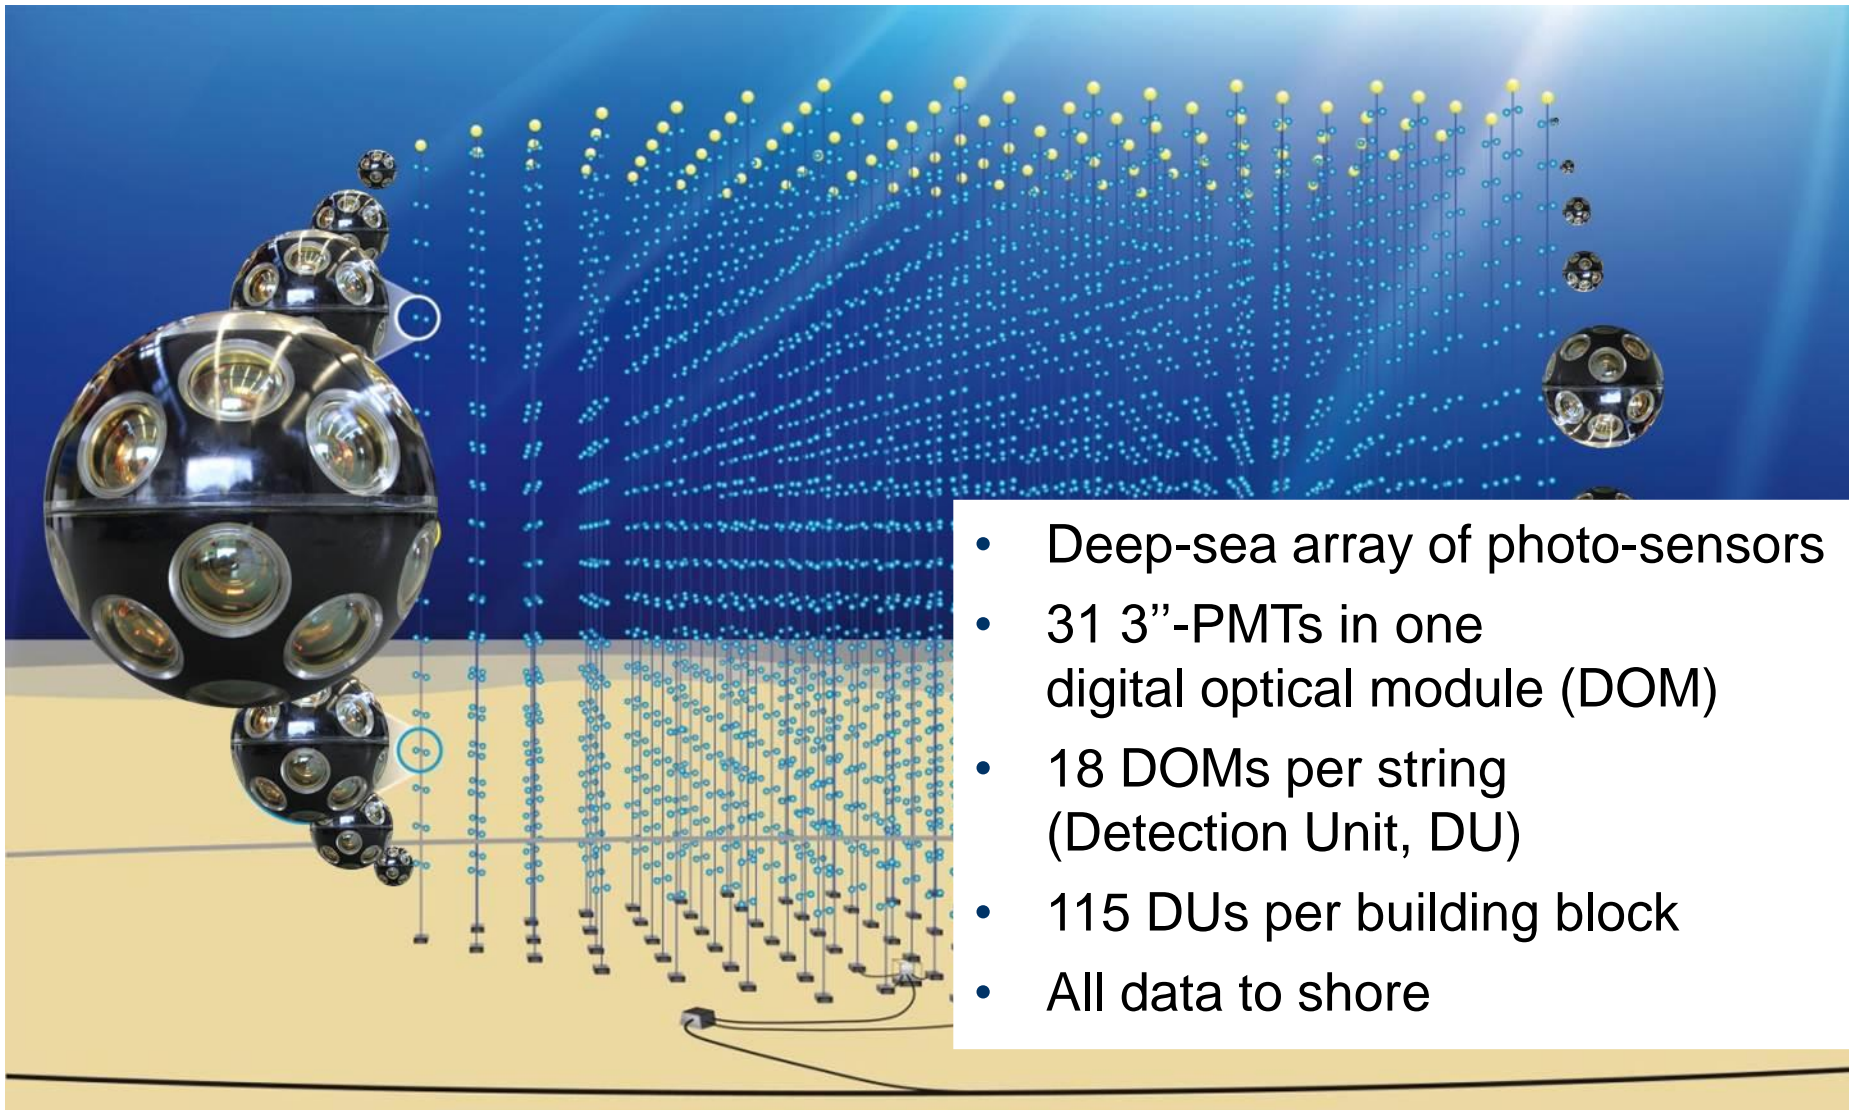 • Deep-sea array of photo-sensors
• 31 3’’-PMTs in one
digital optical module (DOM)
• 18 DOMs per string
(Detection Unit, DU)
• 115 DUs per building block
• All data to shore